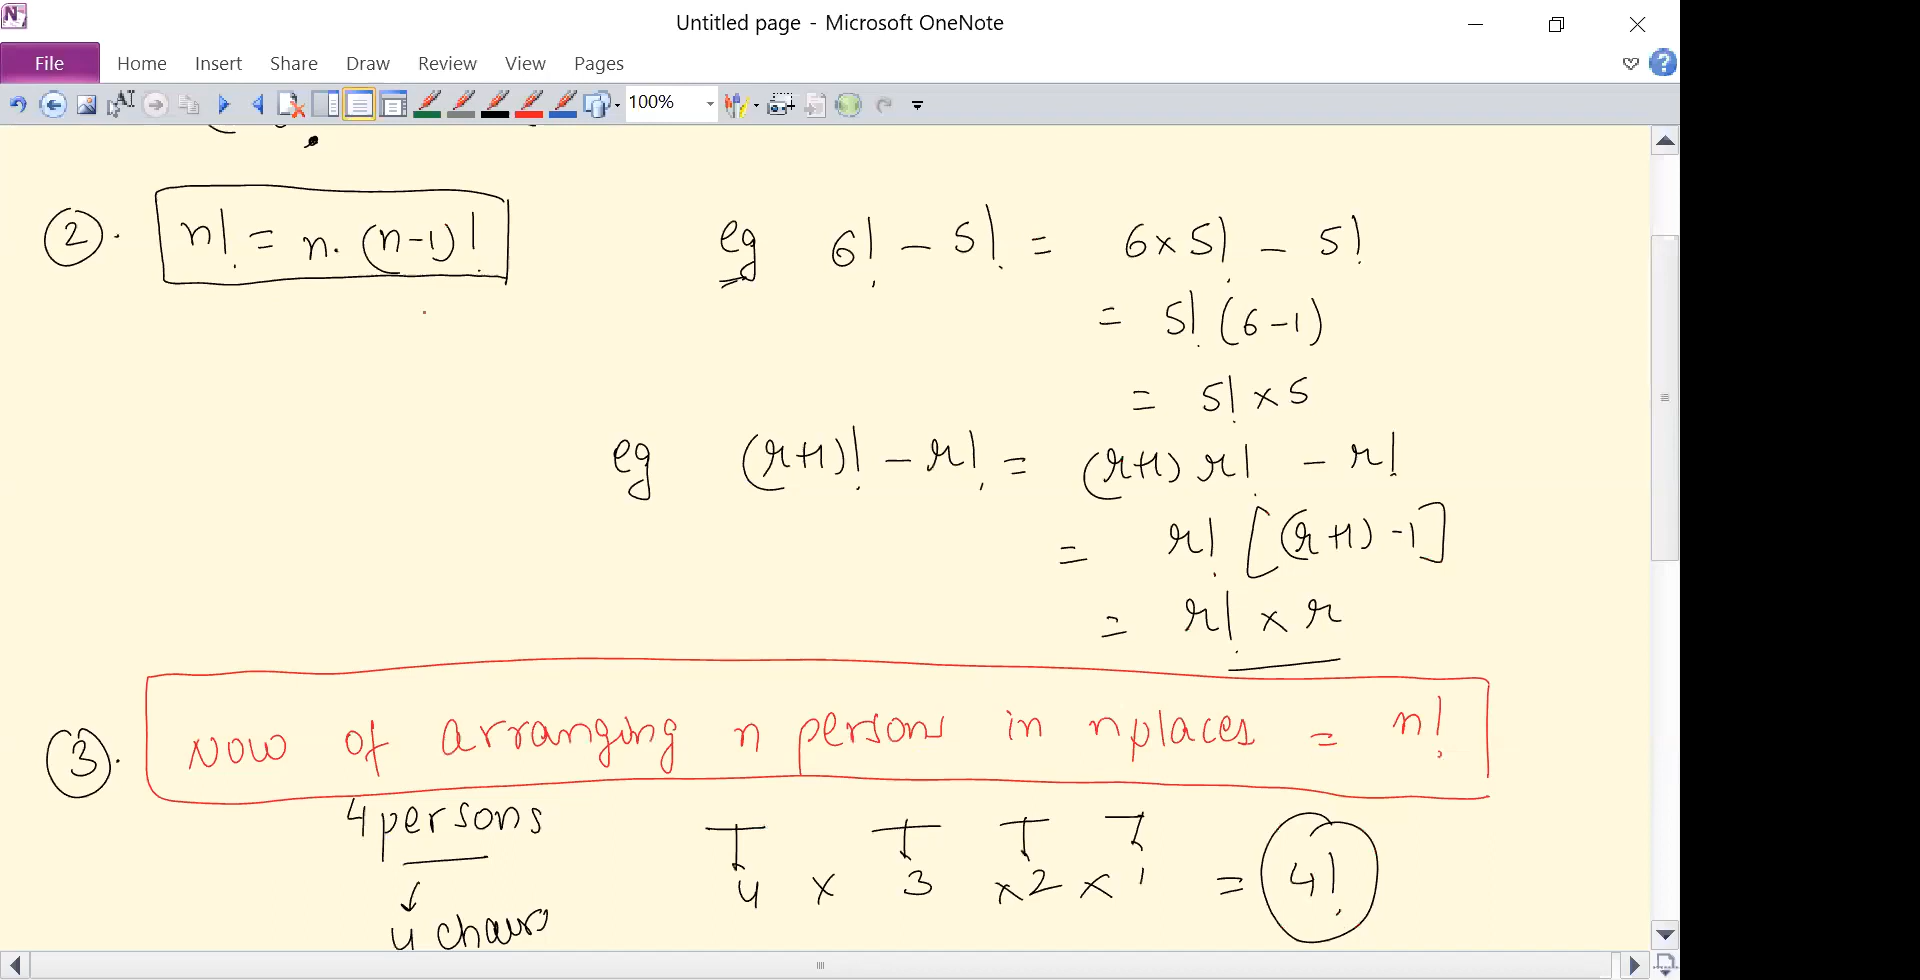 Untitled page - Microsoft OneNote
File Home Insert Share Draw Review View Pages
100%
2. n! = n. (n-1)!
eg 6! - 5! = 6×5! - 5!
= 5! (6-1)
= 5! × 5
eg (r+1)! - r! = (r+1) r! - r!
= r! [(r+1) -1]
= r! × r
3. NOW of arranging n persons in n places = n!
4 persons
4 × 3 ×2 ×1 = 4!
4 chairs